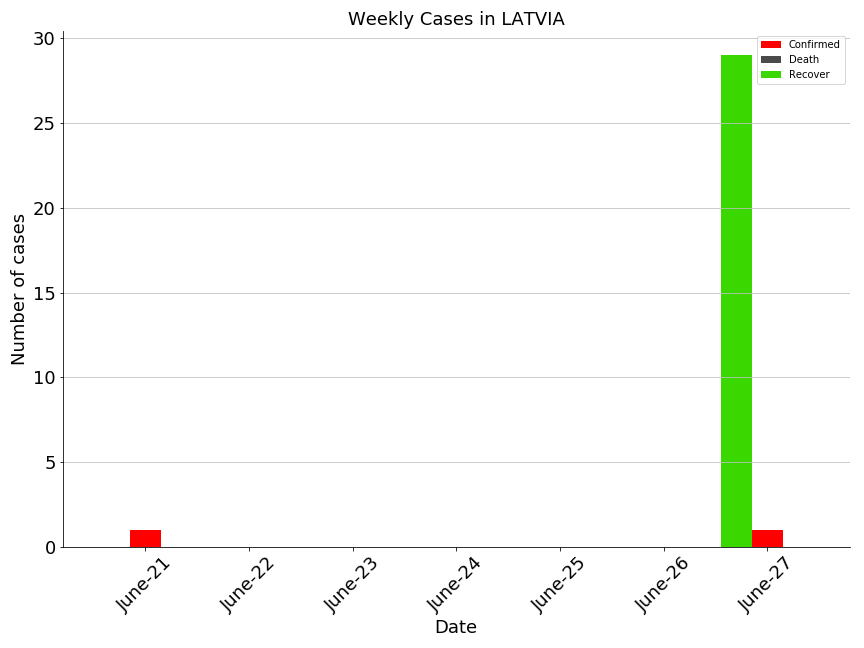 Weekly Cases in LATVIA
Confirmed
Death
Recover
30
25
20
15
10
5
0
Number of cases
June-21
June-22
June-23
June-24
June-25
June-26
June-27
Date